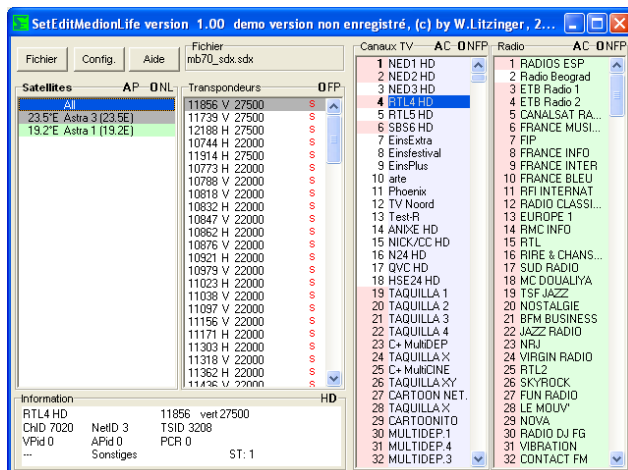 SetEditMedionLife version 1.00 demo version non enregistré, (c) by W.Litzinger, 2...
Fichier
Config.
Aide
Fichier
mb70_sdx.sdx
Satellites AP ONL
All
23.5°E Astra 3 (23.5E)
19.2°E Astra 1 (19.2E)
Transpondeurs OFP
11856 V 27500 S
11739 V 27500 S
12188 H 27500 S
10744 H 22000 S
11914 H 27500 S
10773 H 22000 S
10788 V 22000 S
10818 V 22000 S
10832 H 22000 S
10847 V 22000 S
10862 H 22000 S
10876 V 22000 S
10921 H 22000 S
10979 V 22000 S
11023 H 22000 S
11038 V 22000 S
11097 V 22000 S
11156 V 22000 S
11171 H 22000 S
11303 H 22000 S
11318 V 22000 S
11362 H 22000 S
11436 V 22000 S
Canaux TV AC ONFP
1 NED1 HD
2 NED2 HD
3 NED3 HD
4 RTL4 HD
5 RTL5 HD
6 SBS6 HD
7 EinsExtra
8 Einsfestival
9 EinsPlus
10 arte
11 Phoenix
12 TV Noord
13 Test-R
14 ANIXE HD
15 NICK/CC HD
16 N24 HD
17 QVC HD
18 HSE24 HD
19 TAQUILLA 1
20 TAQUILLA 2
21 TAQUILLA 3
22 TAQUILLA 4
23 C+ MultiDEP
24 TAQUILLA X
25 C+ MultiCINE
26 TAQUILLA XY
27 CARTOON NET.
28 TAQUILLA X
29 CARTOONITO
30 MULTIDEP.1
31 MULTIDEP.4
32 MULTIDEP.3
Radio AC ONFP
1 RADIOS ESP
2 Radio Beograd
3 ETB Radio 1
4 ETB Radio 2
5 CANALSAT RA...
6 FRANCE MUSI...
7 FIP
8 FRANCE INFO
9 FRANCE INTER
10 FRANCE BLEU
11 RFI INTERNAT
12 RADIO CLASSI...
13 EUROPE 1
14 RMC INFO
15 RTL
16 RIRE & CHANS...
17 SUD RADIO
18 MC DOUALIYA
19 TSF JAZZ
20 NOSTALGIE
21 BFM BUSINESS
22 JAZZ RADIO
23 NRJ
24 VIRGIN RADIO
25 RTL2
26 SKYROCK
27 FUN RADIO
28 LE MOUV'
29 NOVA
30 RADIO DJ FG
31 VIBRATION
32 CONTACT FM
Information HD
RTL4 HD 11856 vert 27500
ChID 7020 NetID 3 TSID 3208
VPid 0 APid 0 PCR 0
--- Sonstiges ST: 1